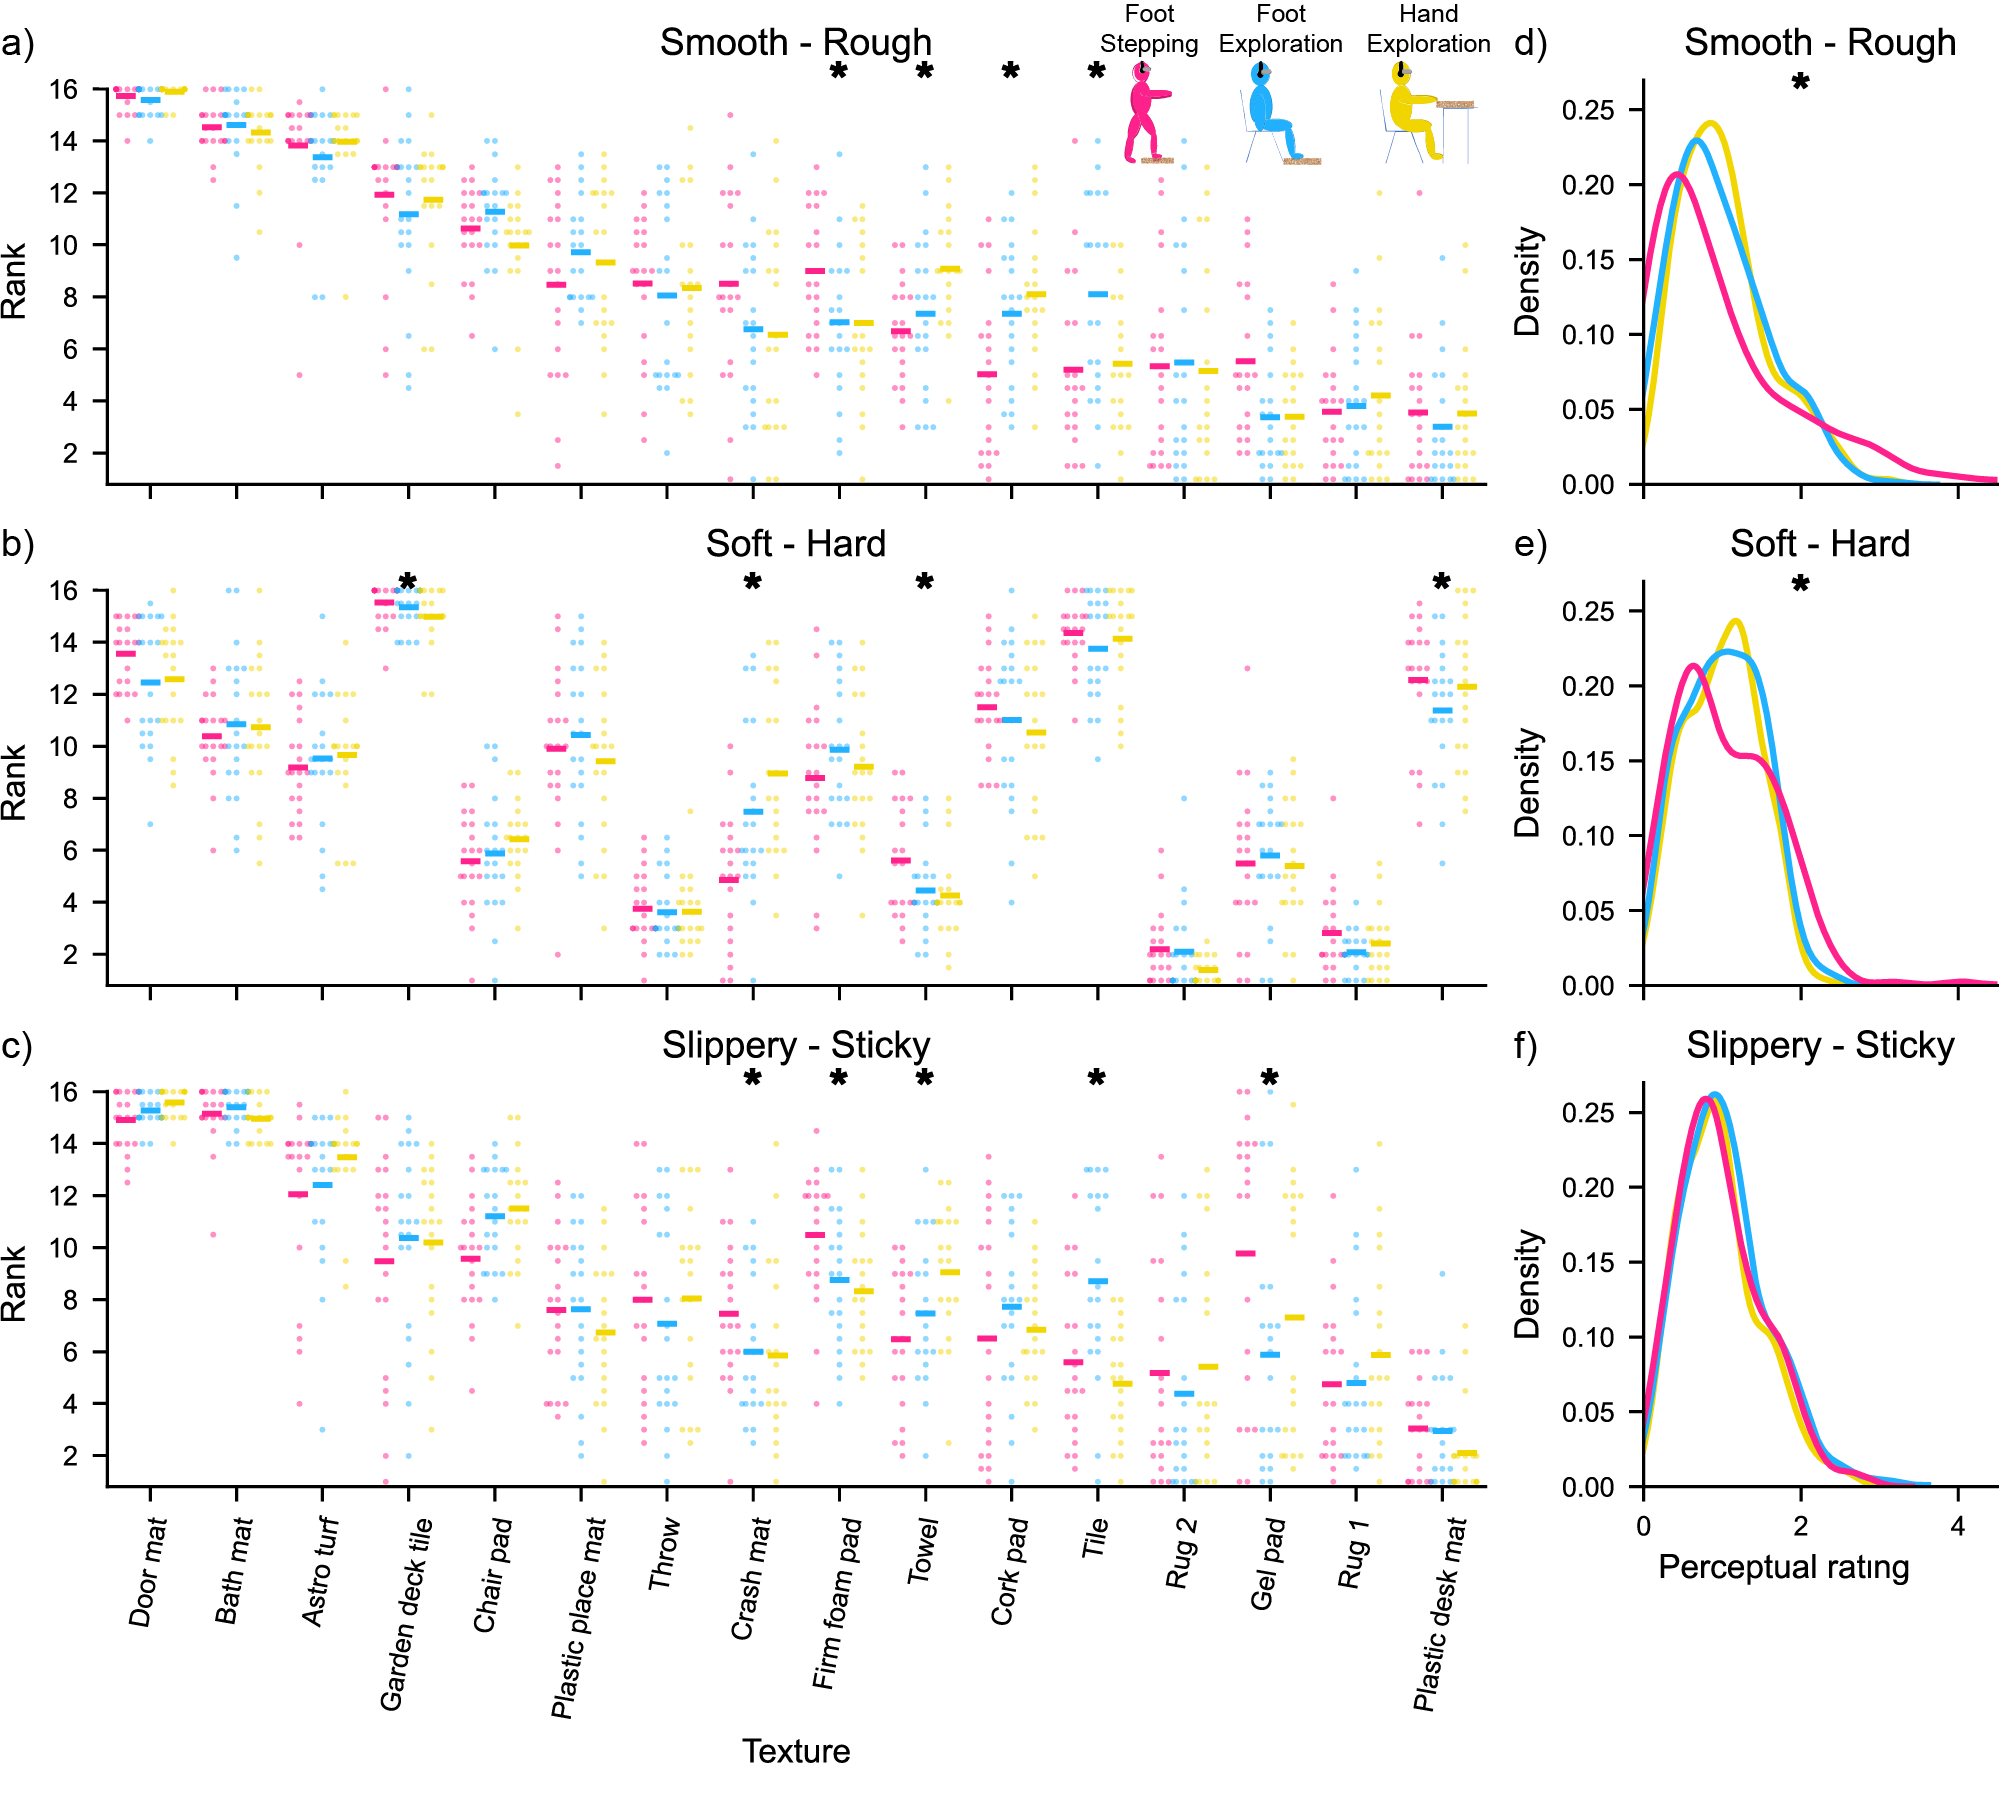 a)
Smooth - Rough
Foot
Stepping
Foot
Exploration
Hand
Exploration
* * * *
Rank
16
14
12
10
8
6
4
2
d)
Smooth - Rough
*
Density
0.25
0.20
0.15
0.10
0.05
0.00
b)
Soft - Hard
* * * *
Rank
16
14
12
10
8
6
4
2
e)
Soft - Hard
*
Density
0.25
0.20
0.15
0.10
0.05
0.00
c)
Slippery - Sticky
* * * * *
Rank
16
14
12
10
8
6
4
2
Door mat
Bath mat
Astro turf
Garden deck tile
Chair pad
Plastic place mat
Throw
Crash mat
Firm foam pad
Towel
Cork pad
Tile
Rug 2
Gel pad
Rug 1
Plastic desk mat
Texture
f)
Slippery - Sticky
Density
0.25
0.20
0.15
0.10
0.05
0.00
0 2 4
Perceptual rating